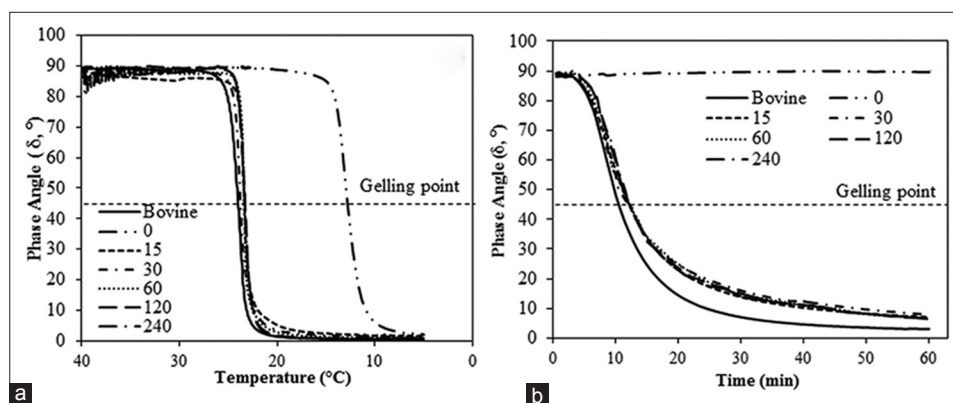 100
90
80
70
60
50
40
30
20
10
0
Phase Angle ( δ, °)
Gelling point
Bovine
0
15
30
60
120
240
40 30 20 10 0
Temperature (°C)
a
100
90
80
70
60
50
40
30
20
10
0
Phase Angle (δ, °)
Bovine 0
15 30
60 120
240
Gelling point
0 10 20 30 40 50 60
Time (min)
b